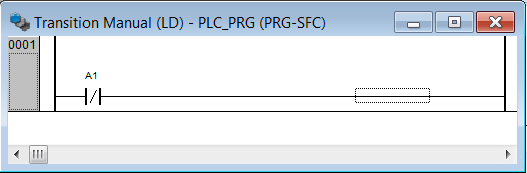 Transition Manual (LD) - PLC_PRG (PRG-SFC)
0001
A1